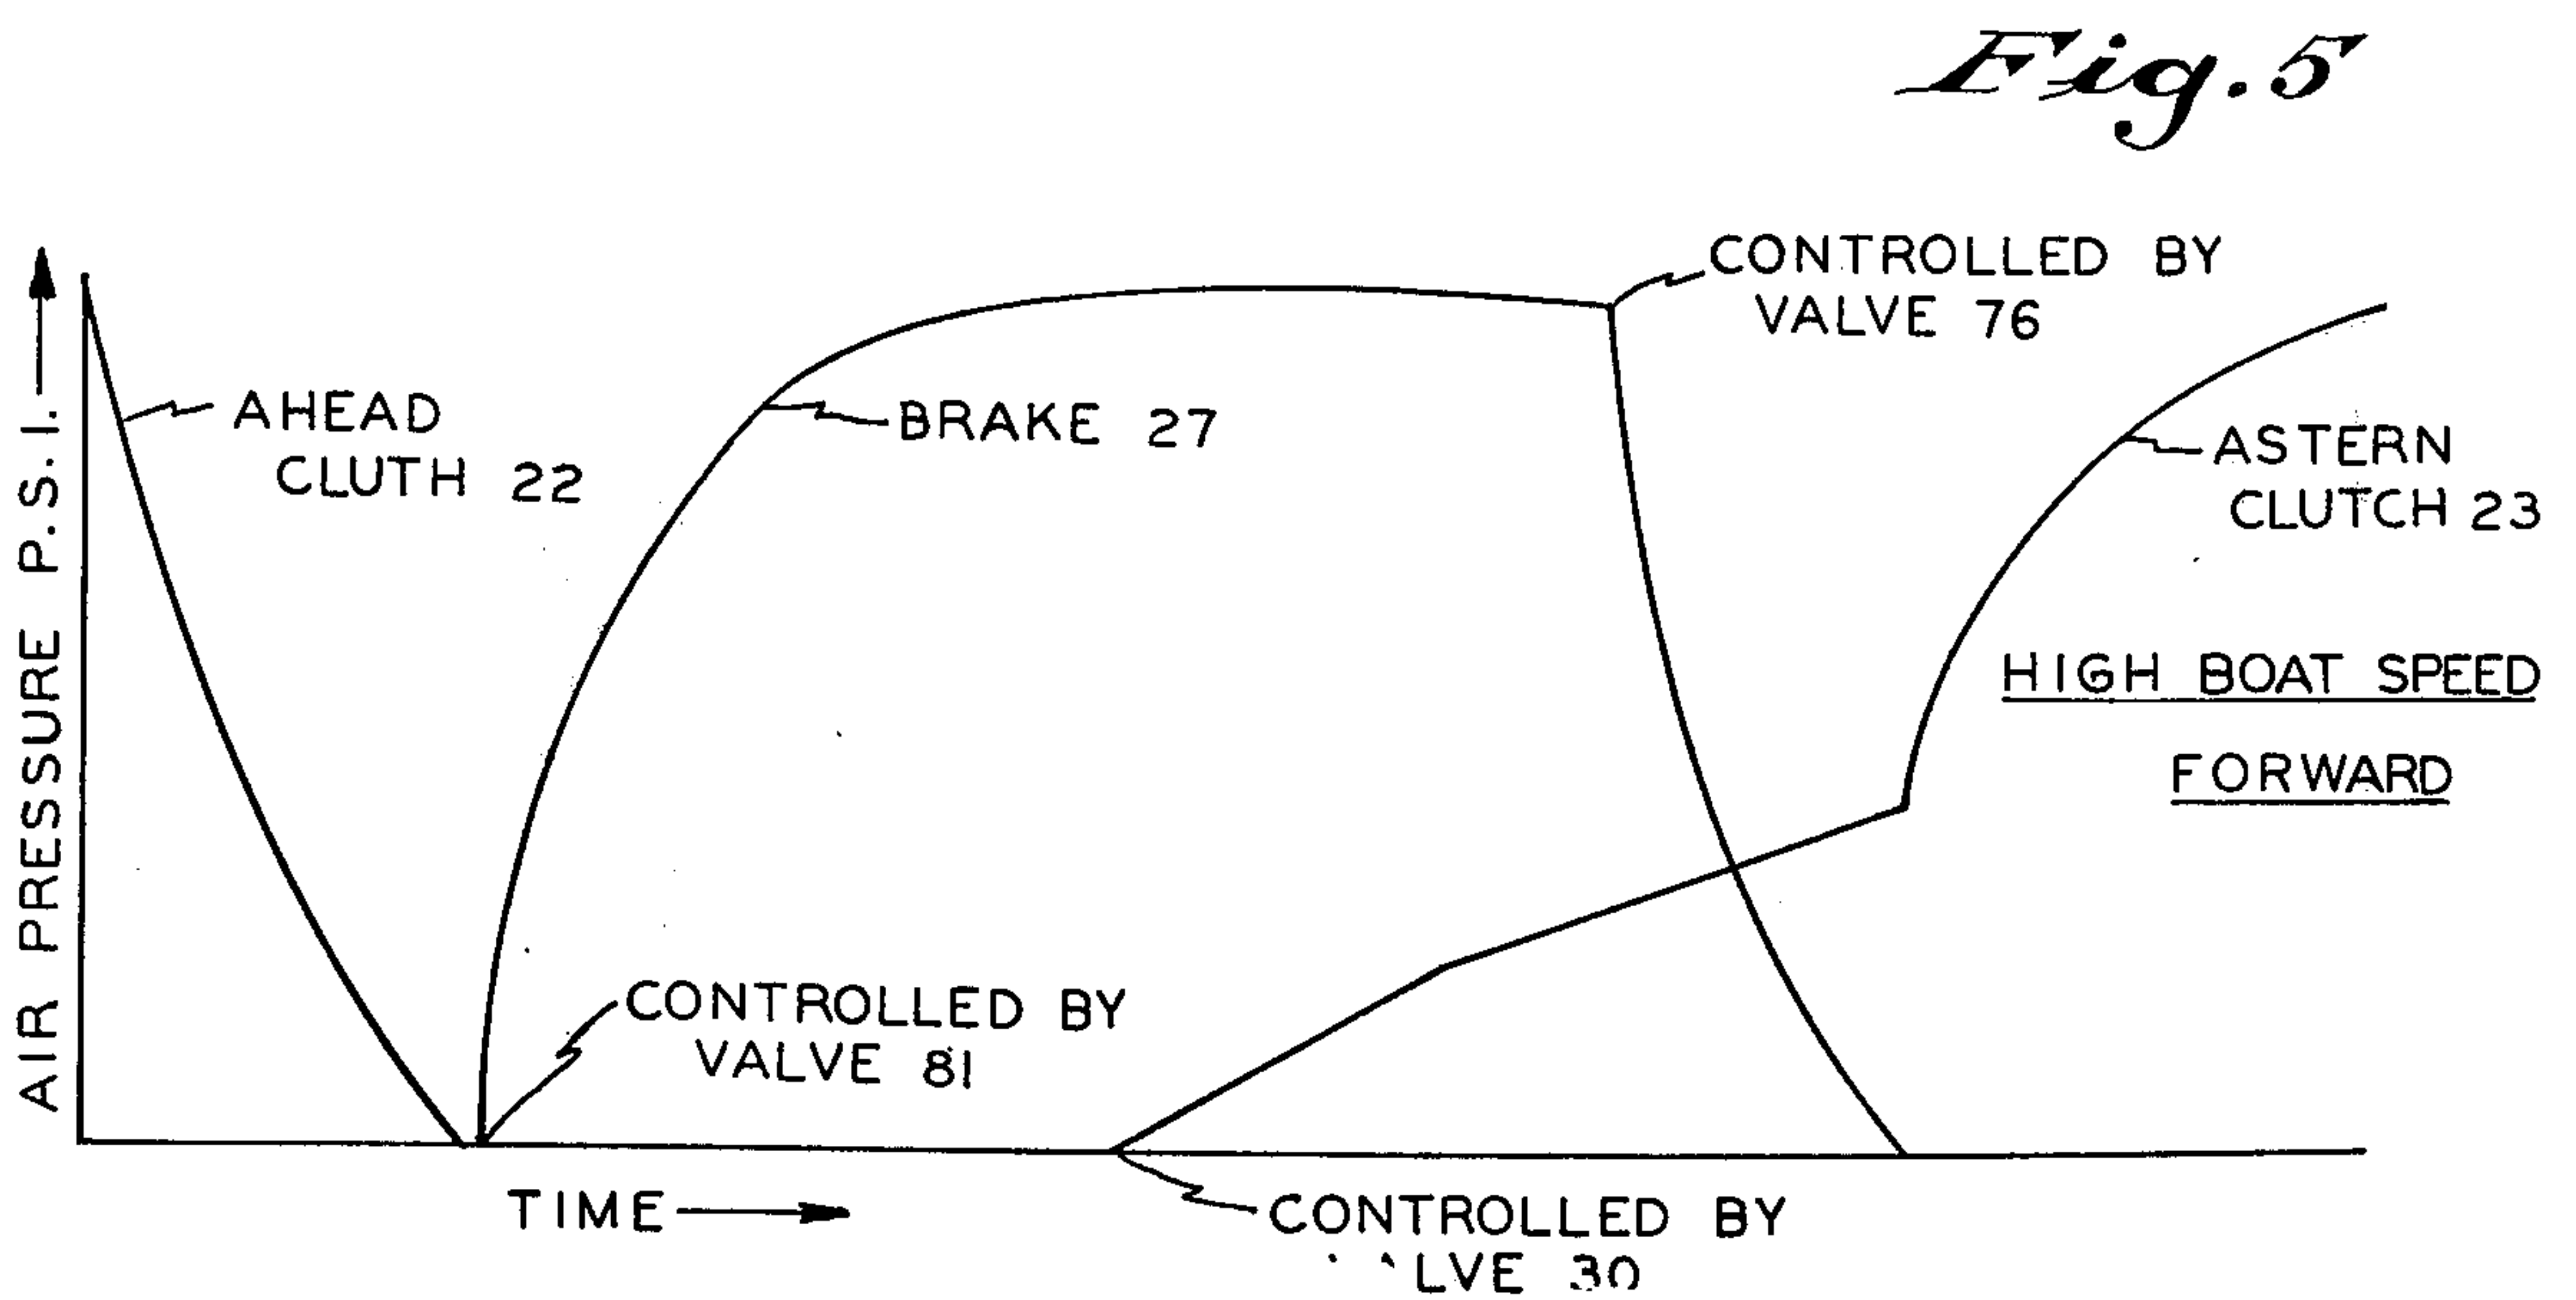 Fig. 5
CONTROLLED BY
VALVE 76
AHEAD
CLUTH 22
BRAKE 27
ASTERN
CLUTCH 23
HIGH BOAT SPEED
FORWARD
AIR PRESSURE P.S.I.
CONTROLLED BY
VALVE 81
TIME
CONTROLLED BY
30